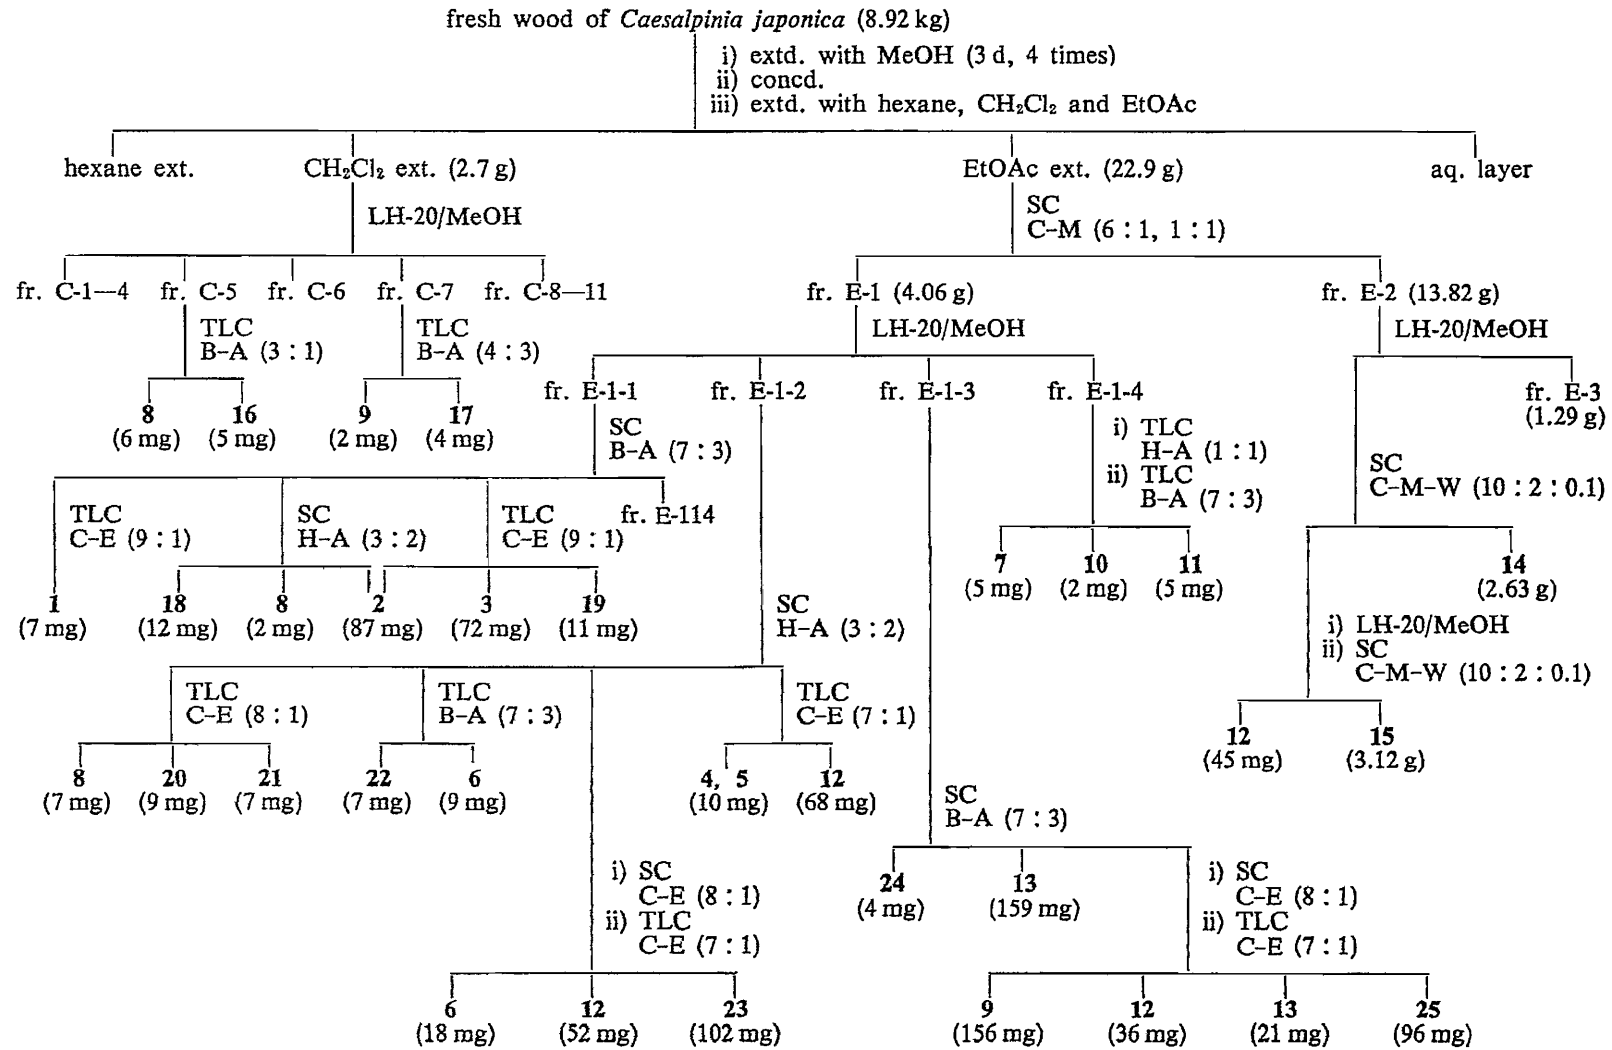 fresh wood of Caesalpinia japonica (8.92 kg)
i) extd. with MeOH (3 d, 4 times)
ii) concd.
iii) extd. with hexane, CH₂Cl₂ and EtOAc
hexane ext.
CH₂Cl₂ ext. (2.7 g)
EtOAc ext. (22.9 g)
aq. layer
LH-20/MeOH
SC
C–M (6 : 1, 1 : 1)
fr. C-1—4
fr. C-5
fr. C-6
fr. C-7
fr. C-8—11
fr. E-1 (4.06 g)
fr. E-2 (13.82 g)
TLC
B–A (3 : 1)
TLC
B–A (4 : 3)
LH-20/MeOH
LH-20/MeOH
8
(6 mg)
16
(5 mg)
9
(2 mg)
17
(4 mg)
fr. E-1-1
fr. E-1-2
fr. E-1-3
fr. E-1-4
fr. E-3
(1.29 g)
SC
B–A (7 : 3)
i) TLC
H–A (1 : 1)
ii) TLC
B–A (7 : 3)
SC
C–M–W (10 : 2 : 0.1)
TLC
C–E (9 : 1)
SC
H–A (3 : 2)
TLC
C–E (9 : 1)
fr. E-114
7
(5 mg)
10
(2 mg)
11
(5 mg)
14
(2.63 g)
1
(7 mg)
18
(12 mg)
8
(2 mg)
2
(87 mg)
3
(72 mg)
19
(11 mg)
SC
H–A (3 : 2)
i) LH-20/MeOH
ii) SC
C–M–W (10 : 2 : 0.1)
TLC
C–E (8 : 1)
TLC
B–A (7 : 3)
TLC
C–E (7 : 1)
12
(45 mg)
15
(3.12 g)
8
(7 mg)
20
(9 mg)
21
(7 mg)
22
(7 mg)
6
(9 mg)
4, 5
(10 mg)
12
(68 mg)
SC
B–A (7 : 3)
i) SC
C–E (8 : 1)
ii) TLC
C–E (7 : 1)
24
(4 mg)
13
(159 mg)
i) SC
C–E (8 : 1)
ii) TLC
C–E (7 : 1)
6
(18 mg)
12
(52 mg)
23
(102 mg)
9
(156 mg)
12
(36 mg)
13
(21 mg)
25
(96 mg)